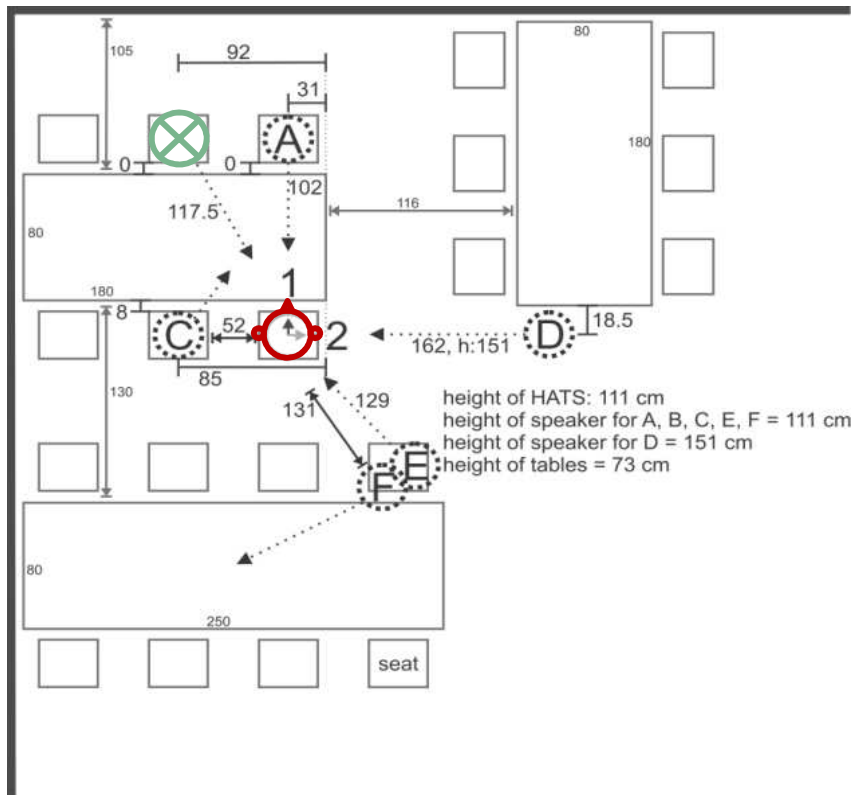 105
92
80
31
A
180
0
0
102
117.5
116
80
1
180
8
18.5
C
52
2
D
162, h:151
85
130
131
129
height of HATS: 111 cm
height of speaker for A, B, C, E, F = 111 cm
height of speaker for D = 151 cm
height of tables = 73 cm
E
F
80
250
seat